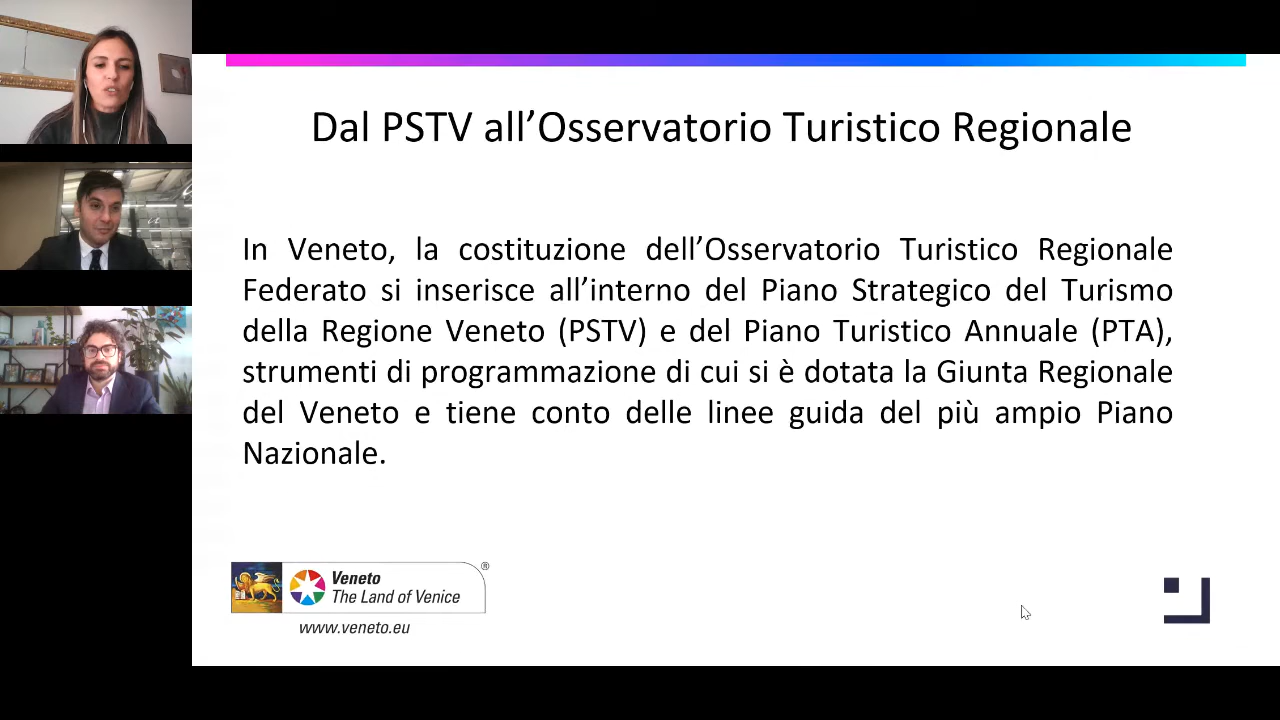 Dal PSTV all’Osservatorio Turistico Regionale
In Veneto, la costituzione dell’Osservatorio Turistico Regionale
Federato si inserisce all’interno del Piano Strategico del Turismo
della Regione Veneto (PSTV) e del Piano Turistico Annuale (PTA),
strumenti di programmazione di cui si è dotata la Giunta Regionale
del Veneto e tiene conto delle linee guida del più ampio Piano
Nazionale.
Veneto ®
The Land of Venice
www.veneto.eu